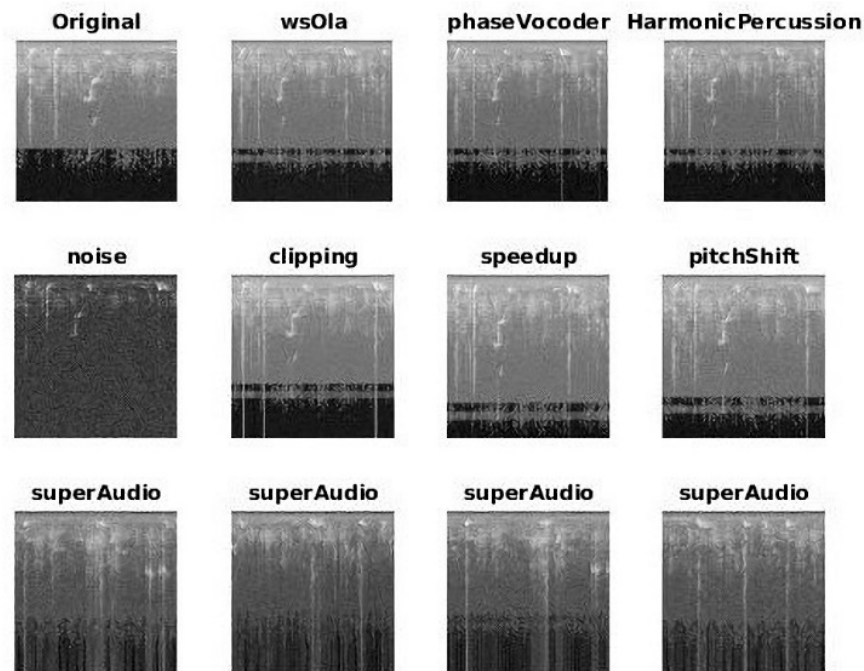 Original wsOla phaseVocoder HarmonicPercussion
noise clipping speedup pitchShift
superAudio superAudio superAudio superAudio